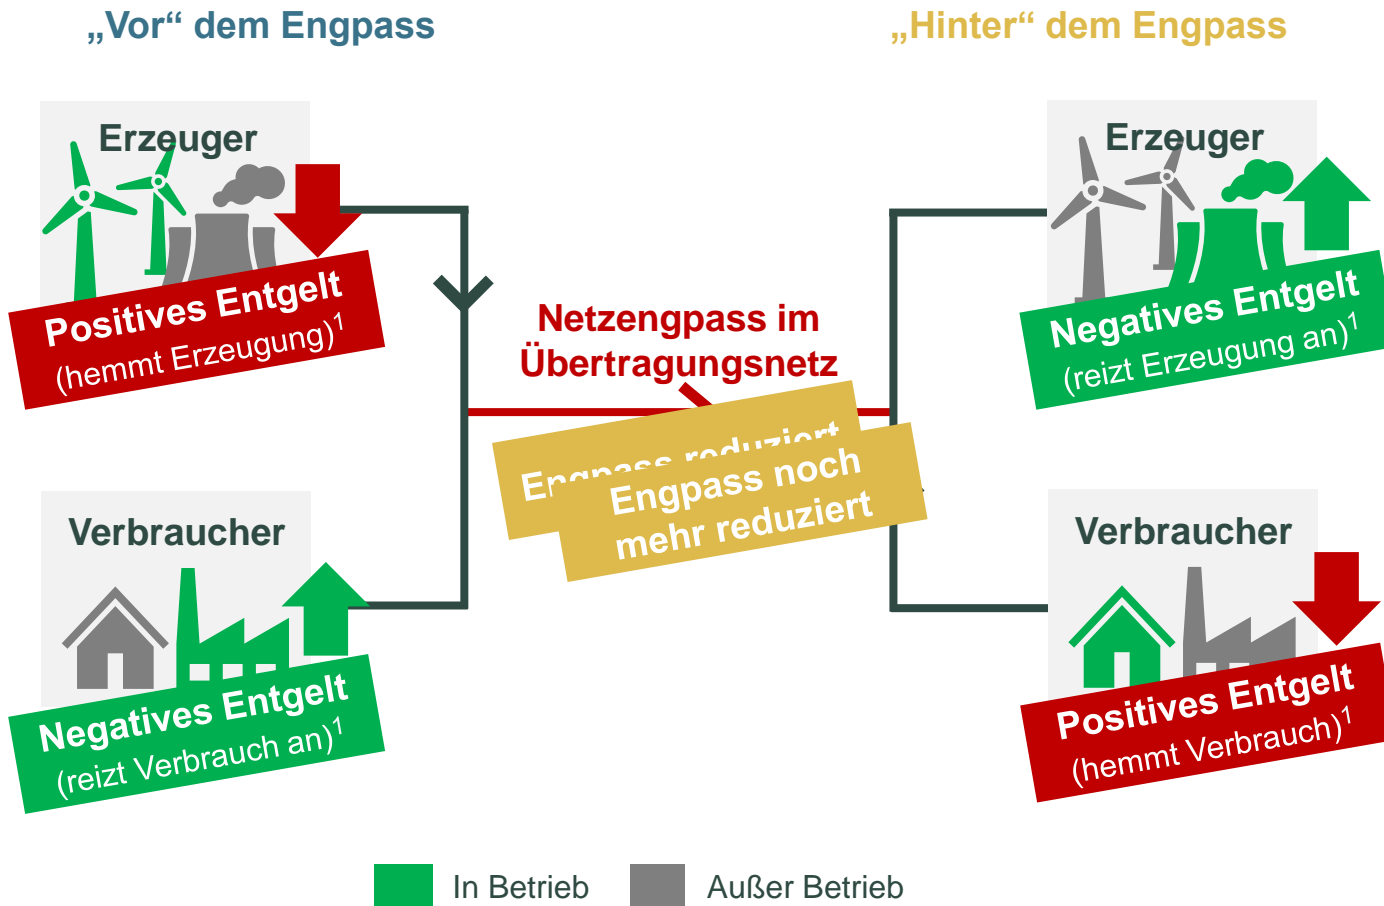 „Vor“ dem Engpass
„Hinter“ dem Engpass
Erzeuger
Positives Entgelt
(hemmt Erzeugung)1
Erzeuger
Negatives Entgelt
(reizt Erzeugung an)1
Netzengpass im
Übertragungsnetz
Engpass reduziert
Engpass noch
mehr reduziert
Verbraucher
Negatives Entgelt
(reizt Verbrauch an)1
Verbraucher
Positives Entgelt
(hemmt Verbrauch)1
In Betrieb
Außer Betrieb